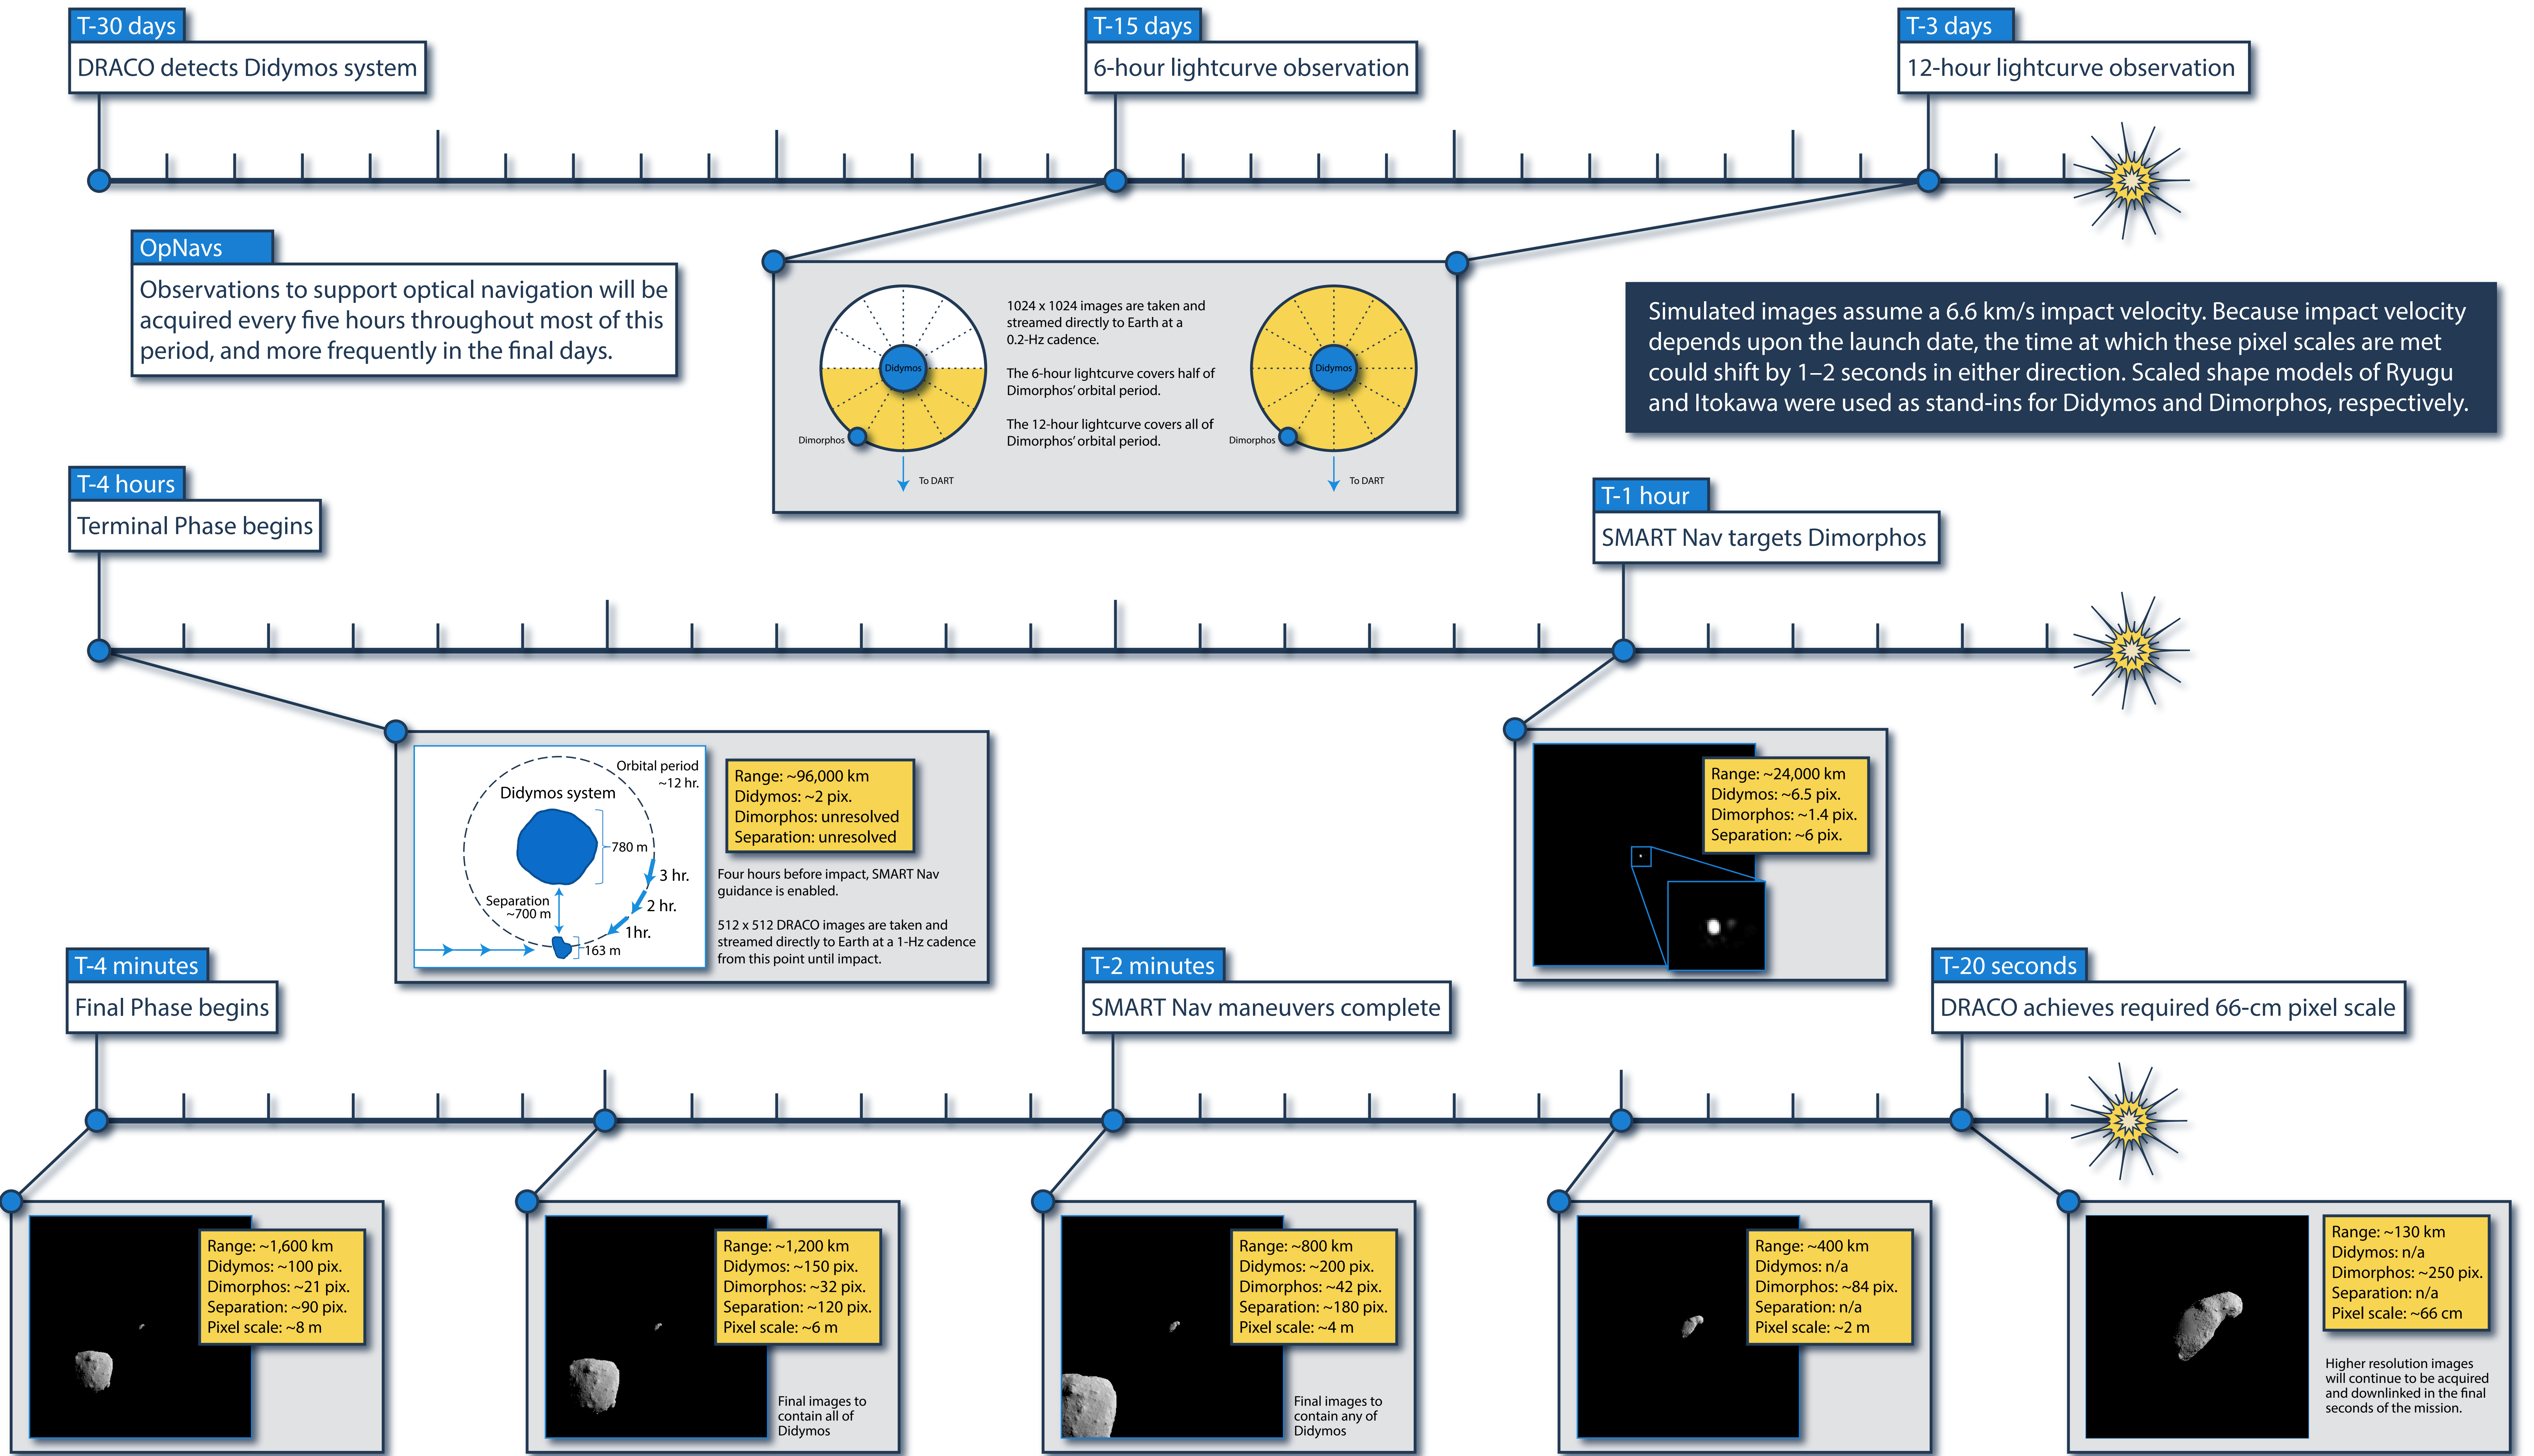 T-30 days
DRACO detects Didymos system
T-15 days
6-hour lightcurve observation
T-3 days
12-hour lightcurve observation
OpNavs
Observations to support optical navigation will be
acquired every five hours throughout most of this
period, and more frequently in the final days.
Didymos
Dimorphos
To DART
1024 x 1024 images are taken and
streamed directly to Earth at a
0.2-Hz cadence.
The 6-hour lightcurve covers half of
Dimorphos' orbital period.
The 12-hour lightcurve covers all of
Dimorphos' orbital period.
Didymos
Dimorphos
To DART
Simulated images assume a 6.6 km/s impact velocity. Because impact velocity
depends upon the launch date, the time at which these pixel scales are met
could shift by 1–2 seconds in either direction. Scaled shape models of Ryugu
and Itokawa were used as stand-ins for Didymos and Dimorphos, respectively.
T-4 hours
Terminal Phase begins
T-1 hour
SMART Nav targets Dimorphos
Orbital period
~12 hr.
Didymos system
780 m
3 hr.
2 hr.
1hr.
Separation
~700 m
163 m
Range: ~96,000 km
Didymos: ~2 pix.
Dimorphos: unresolved
Separation: unresolved
Four hours before impact, SMART Nav
guidance is enabled.
512 x 512 DRACO images are taken and
streamed directly to Earth at a 1-Hz cadence
from this point until impact.
Range: ~24,000 km
Didymos: ~6.5 pix.
Dimorphos: ~1.4 pix.
Separation: ~6 pix.
T-4 minutes
Final Phase begins
T-2 minutes
SMART Nav maneuvers complete
T-20 seconds
DRACO achieves required 66-cm pixel scale
Range: ~1,600 km
Didymos: ~100 pix.
Dimorphos: ~21 pix.
Separation: ~90 pix.
Pixel scale: ~8 m
Range: ~1,200 km
Didymos: ~150 pix.
Dimorphos: ~32 pix.
Separation: ~120 pix.
Pixel scale: ~6 m
Final images to
contain all of
Didymos
Range: ~800 km
Didymos: ~200 pix.
Dimorphos: ~42 pix.
Separation: ~180 pix.
Pixel scale: ~4 m
Final images to
contain any of
Didymos
Range: ~400 km
Didymos: n/a
Dimorphos: ~84 pix.
Separation: n/a
Pixel scale: ~2 m
Range: ~130 km
Didymos: n/a
Dimorphos: ~250 pix.
Separation: n/a
Pixel scale: ~66 cm
Higher resolution images
will continue to be acquired
and downlinked in the final
seconds of the mission.